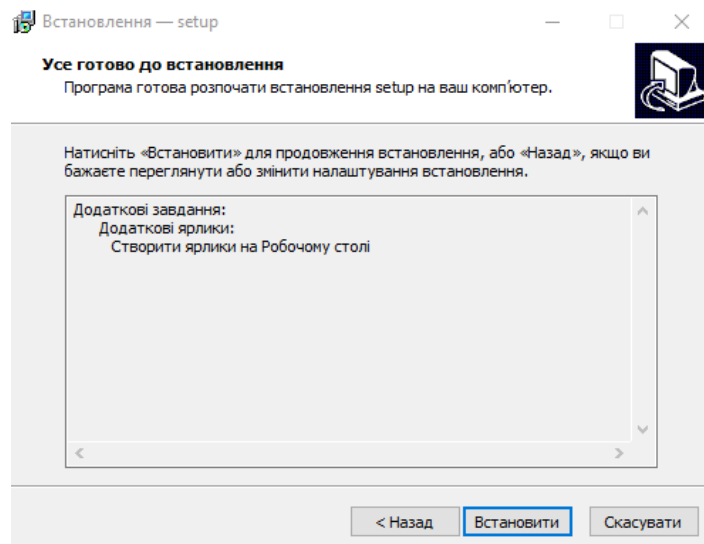 Встановлення — setup
Усе готово до встановлення
Програма готова розпочати встановлення setup на ваш комп'ютер.
Натисніть «Встановити» для продовження встановлення, або «Назад», якщо ви
бажаєте переглянути або змінити налаштування встановлення.
Додаткові завдання:
Додаткові ярлики:
Створити ярлики на Робочому столі
< Назад
Встановити
Скасувати